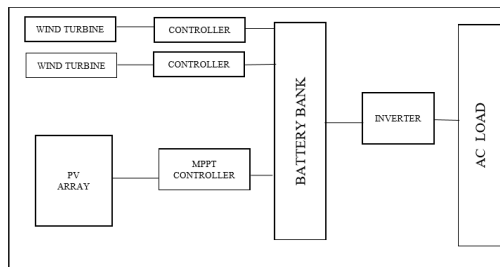 WIND TURBINE
CONTROLLER
WIND TURBINE
CONTROLLER
BATTERY BANK
INVERTER
AC LOAD
PV
ARRAY
MPPT
CONTROLLER